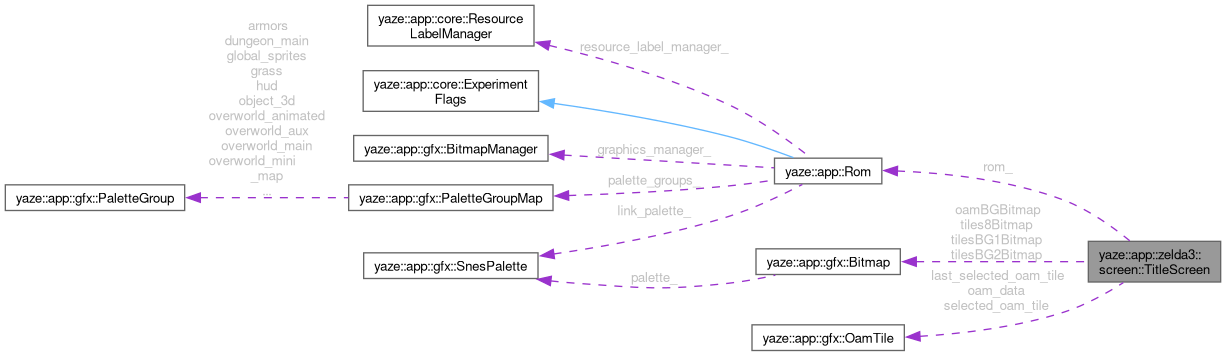 armors
dungeon_main
global_sprites
grass
hud
object_3d
overworld_animated
overworld_aux
overworld_main
overworld_mini
_map
...
yaze::app::gfx::PaletteGroup
yaze::app::core::Resource
LabelManager
yaze::app::core::Experiment
Flags
yaze::app::gfx::BitmapManager
yaze::app::gfx::PaletteGroupMap
yaze::app::gfx::SnesPalette
resource_label_manager_
graphics_manager_
palette_groups
link_palette_
palette_
yaze::app::Rom
yaze::app::gfx::Bitmap
yaze::app::gfx::OamTile
rom_
oamBGBitmap
tiles8Bitmap
tilesBG1Bitmap
tilesBG2Bitmap
last_selected_oam_tile
oam_data
selected_oam_tile
yaze::app::zelda3::
screen::TitleScreen